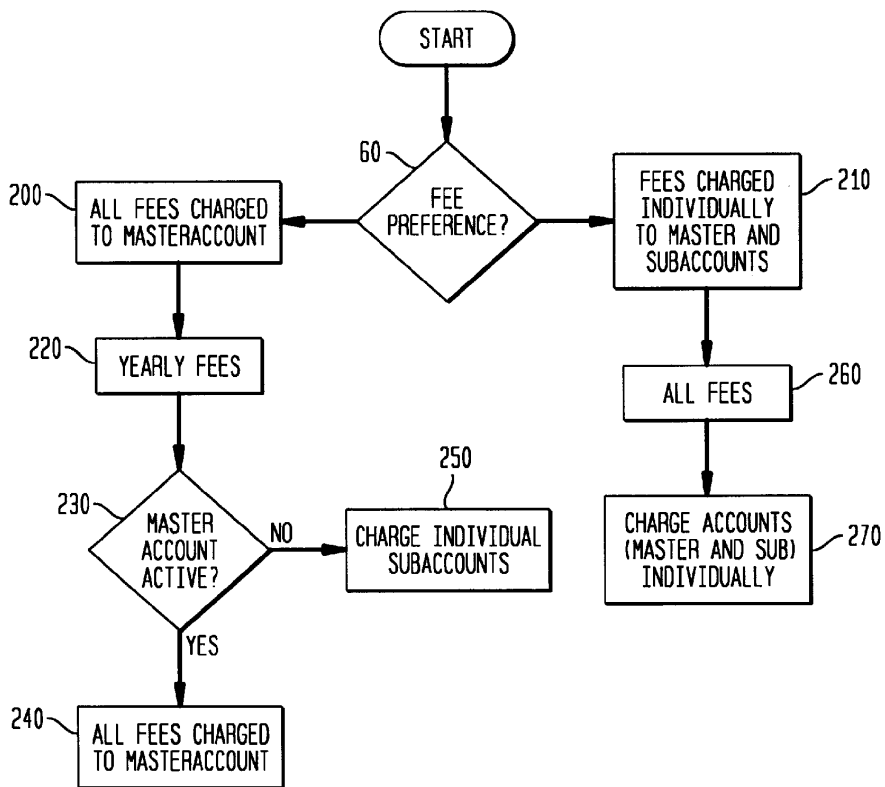 START
60
FEE
PREFERENCE?
200
ALL FEES CHARGED
TO MASTERACCOUNT
FEES CHARGED
INDIVIDUALLY
TO MASTER AND
SUBACCOUNTS
210
220
YEARLY FEES
ALL FEES
260
230
MASTER
ACCOUNT
ACTIVE?
NO
YES
250
CHARGE INDIVIDUAL
SUBACCOUNTS
CHARGE ACCOUNTS
(MASTER AND SUB)
INDIVIDUALLY
270
240
ALL FEES CHARGED
TO MASTERACCOUNT